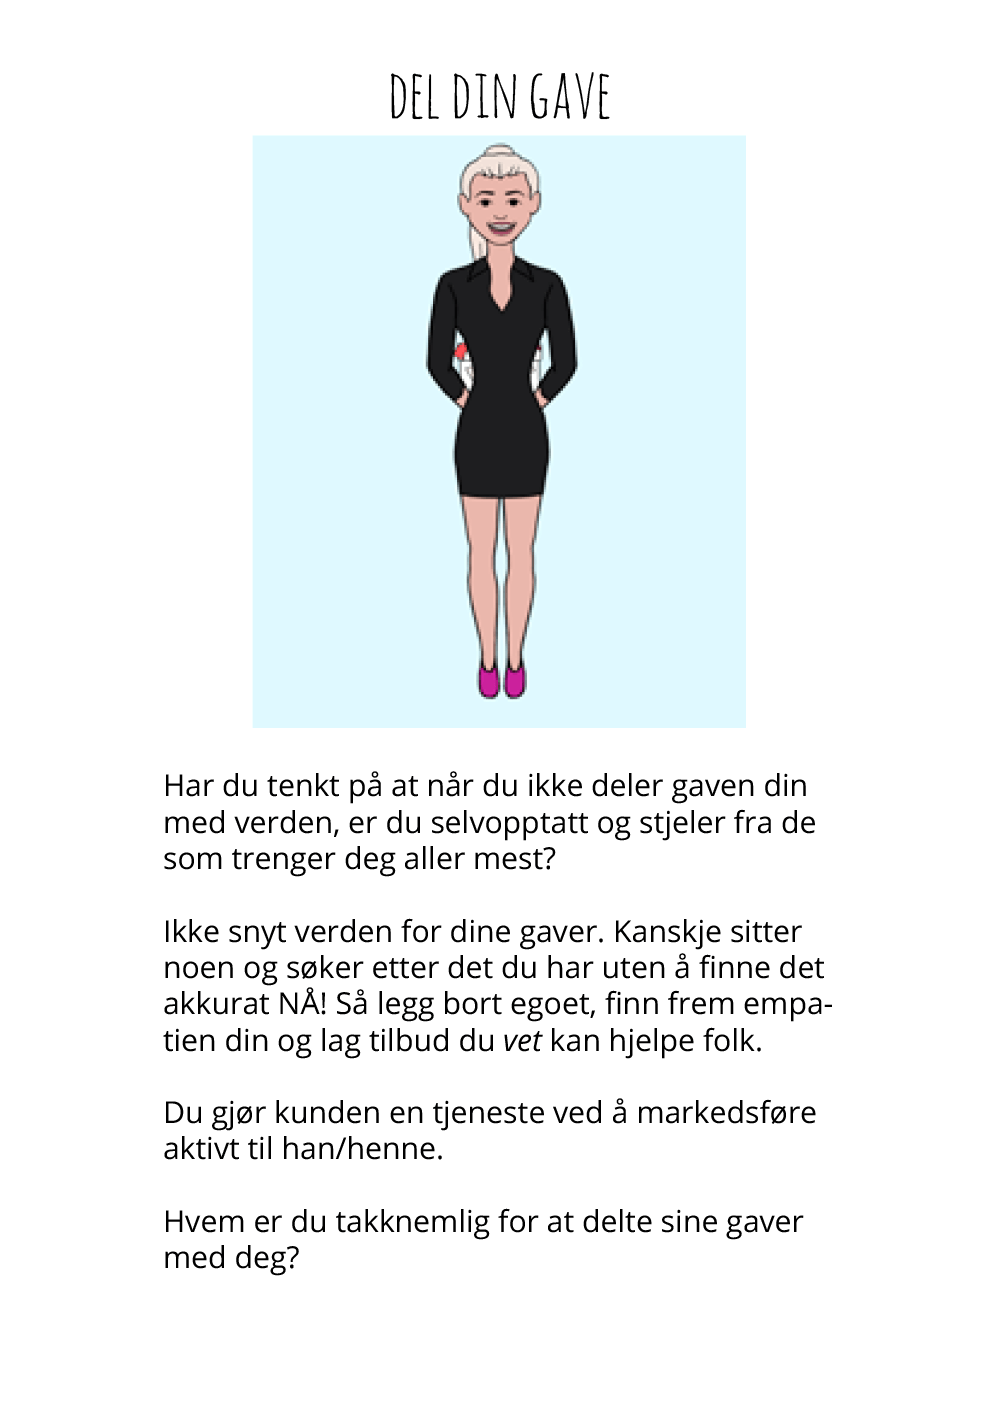 DEL DIN GAVE
Har du tenkt på at når du ikke deler gaven din
med verden, er du selvopptatt og stjeler fra de
som trenger deg aller mest?
Ikke snyt verden for dine gaver. Kanskje sitter
noen og søker etter det du har uten å finne det
akkurat NÅ! Så legg bort egoet, finn frem empa-
tien din og lag tilbud du vet kan hjelpe folk.
Du gjør kunden en tjeneste ved å markedsføre
aktivt til han/henne.
Hvem er du takknemlig for at delte sine gaver
med deg?